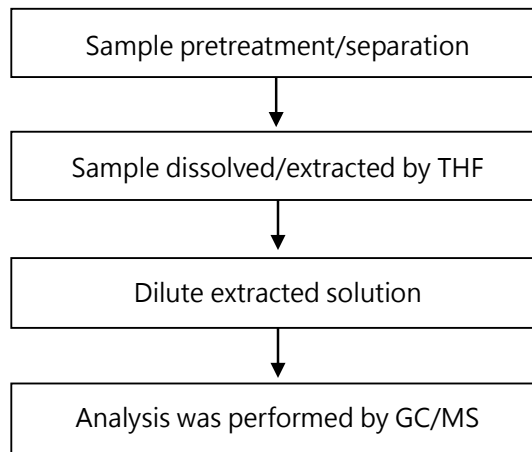 Sample pretreatment/separation
Sample dissolved/extracted by THF
Dilute extracted solution
Analysis was performed by GC/MS